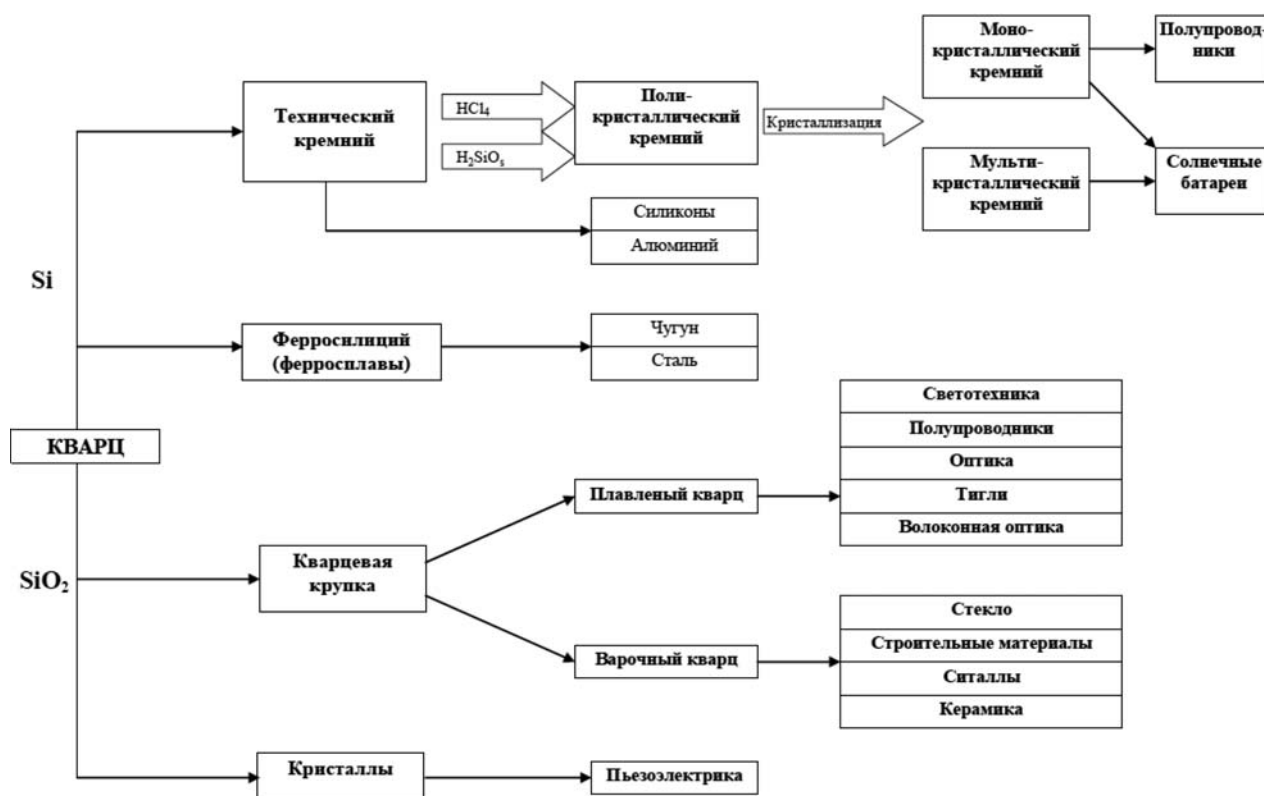 Технический
кремний
HCl₄
H₂SiOₛ
Поли-
кристаллический
кремний
Кристаллизация
Моно-
кристаллический
кремний
Полупровод-
ники
Мульти-
кристаллический
кремний
Солнечные
батареи
Силиконы
Алюминий
Si
Ферросилиций
(ферросплавы)
Чугун
Сталь
КВАРЦ
SiO₂
Кварцевая
крупка
Плавленый кварц
Светотехника
Полупроводники
Оптика
Тигли
Волоконная оптика
Варочный кварц
Стекло
Строительные материалы
Ситаллы
Керамика
Кристаллы
Пьезоэлектрика